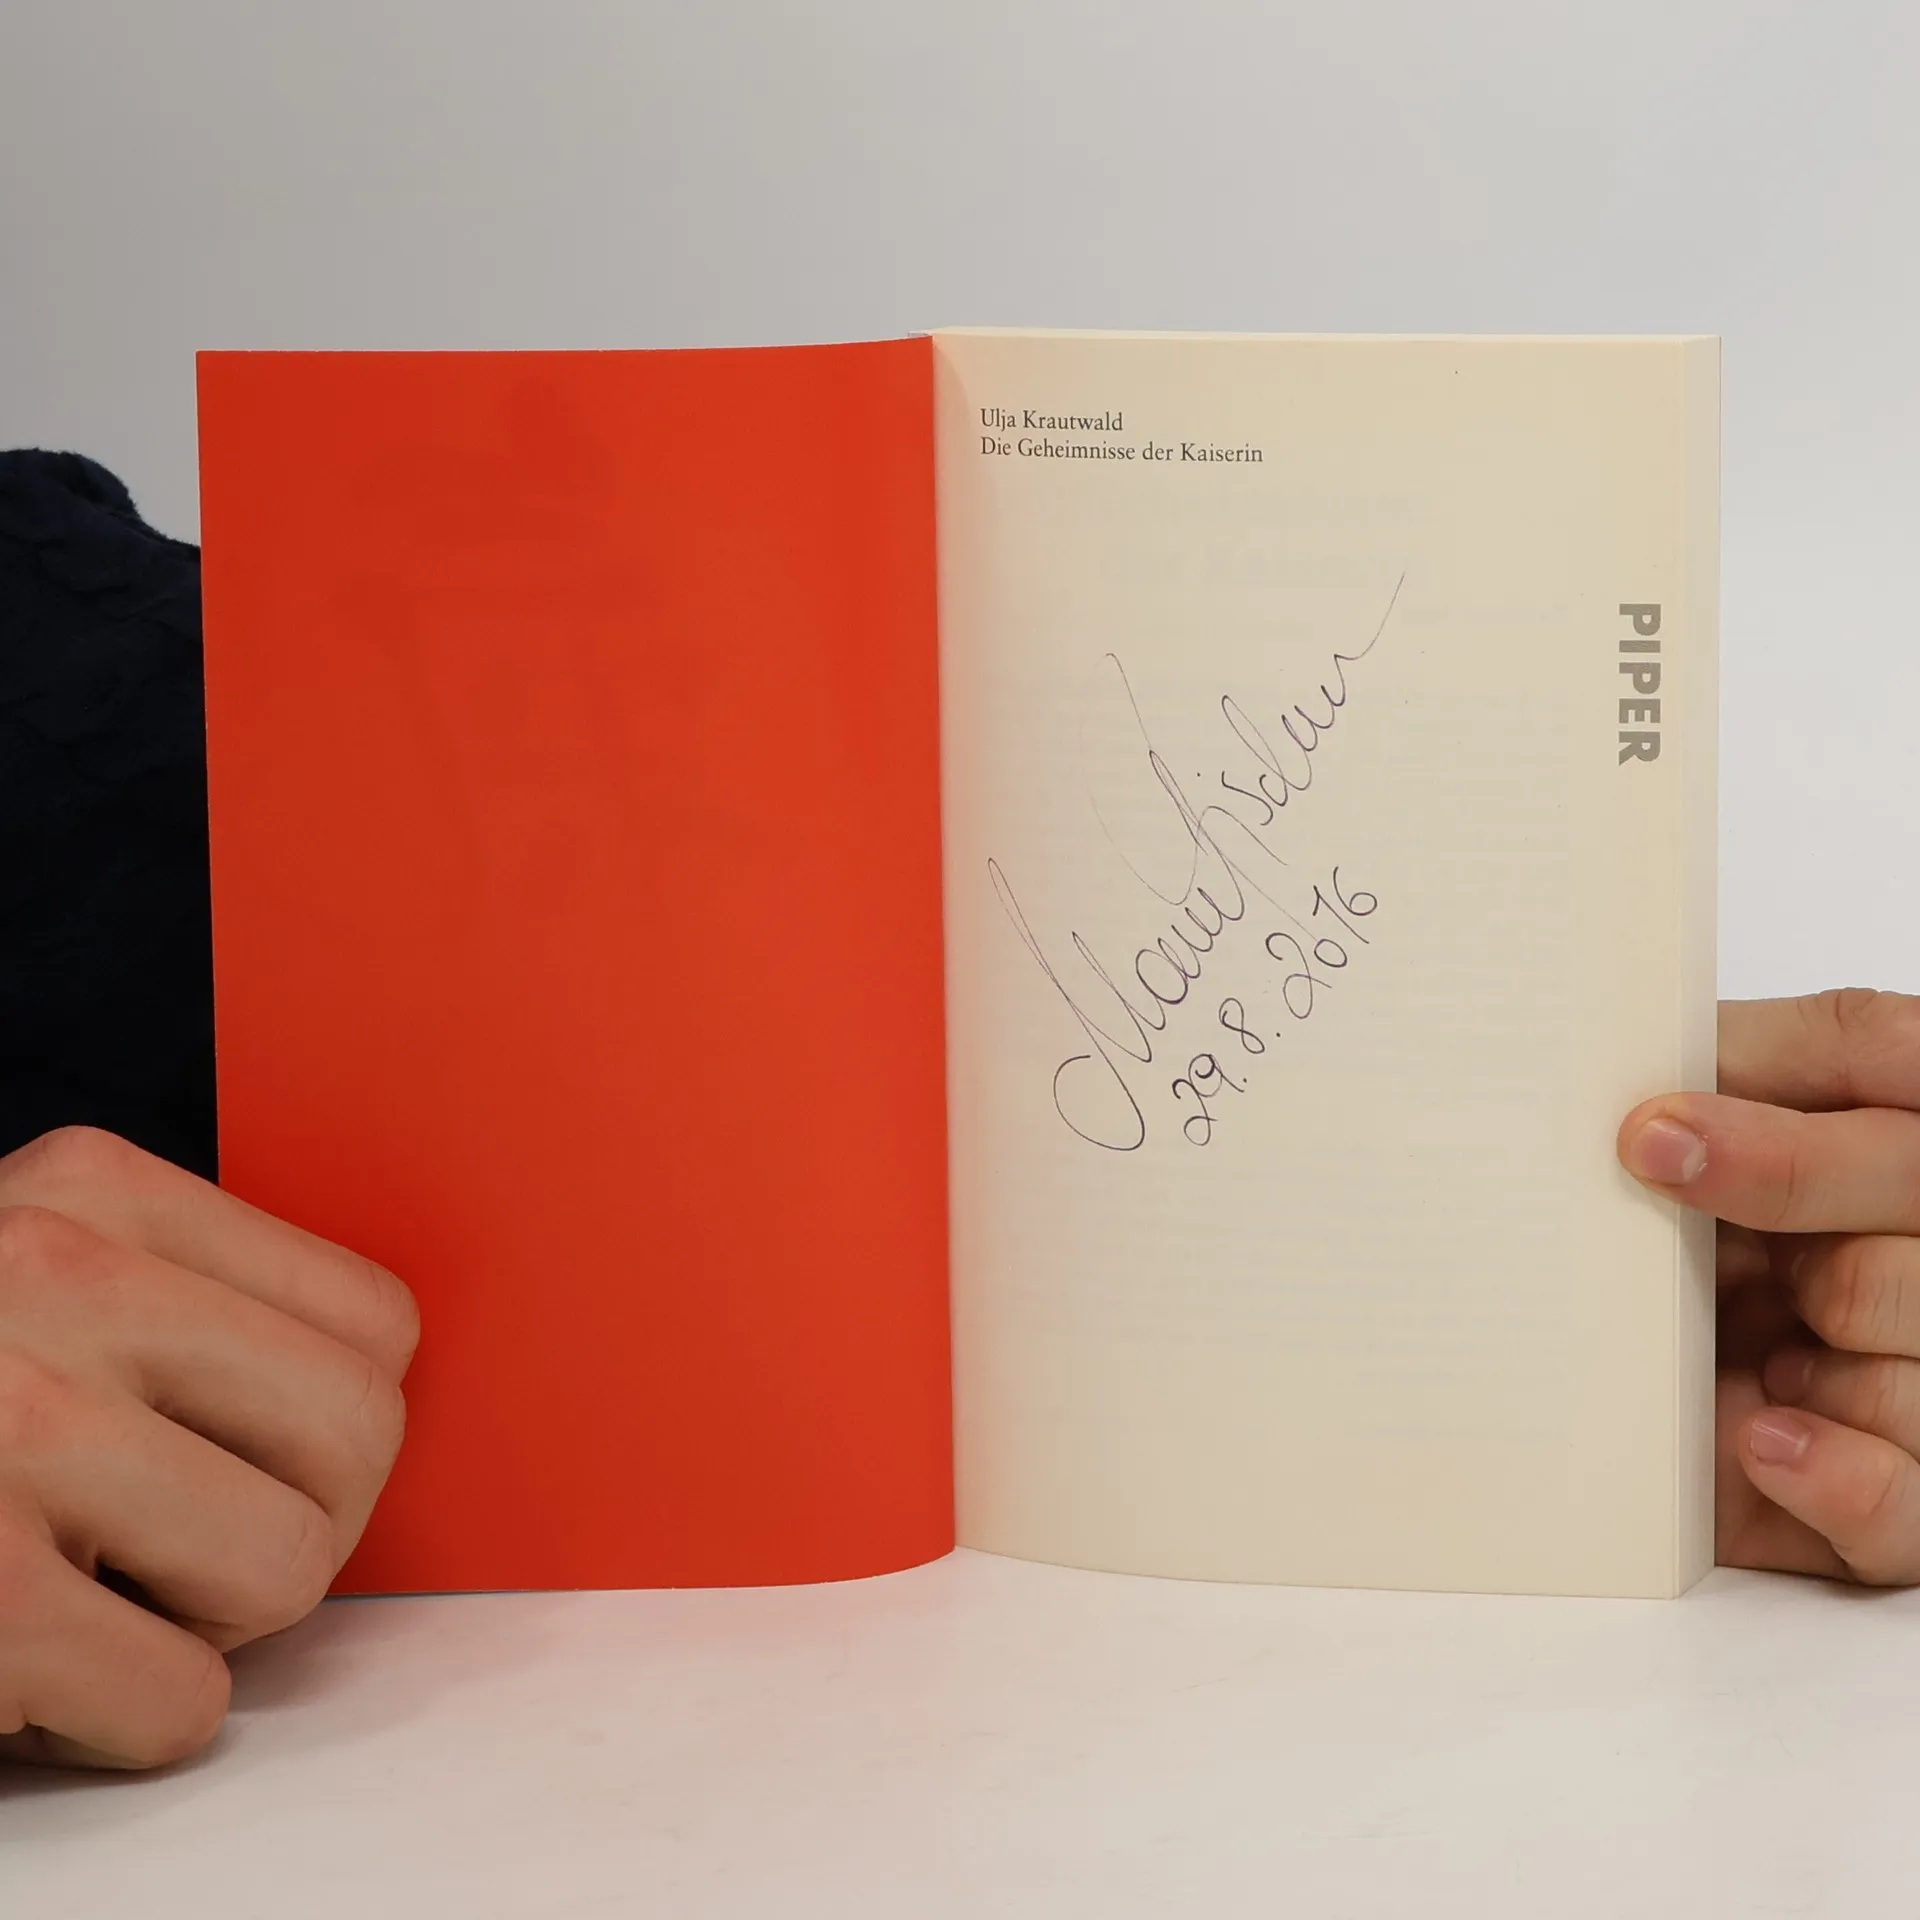 Ulja Krautwald
Die Geheimnisse der Kaiserin
PIPER
29.8.2016